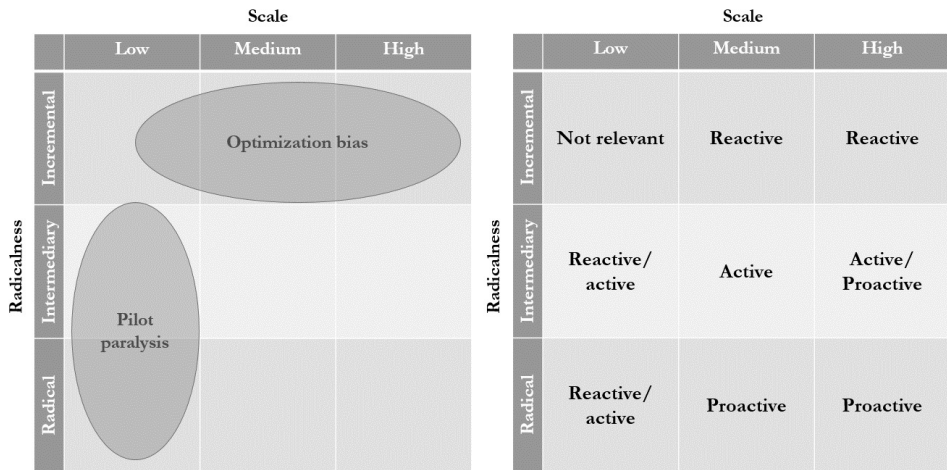 Scale
Low Medium High
Incremental
Optimization bias
Radicalness
Intermediary
Pilot
paralysis
Radical
Scale
Low Medium High
Incremental
Not relevant Reactive Reactive
Radicalness
Intermediary
Reactive/
active
Active
Active/
Proactive
Radical
Reactive/
active
Proactive
Proactive